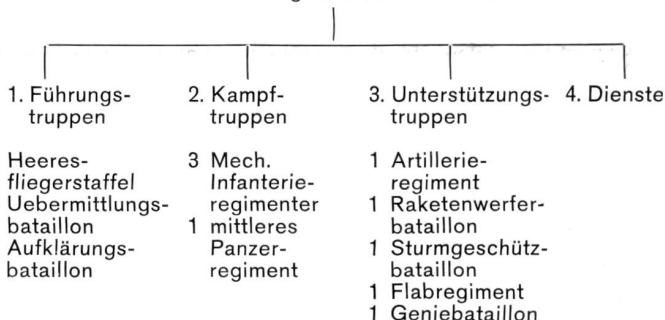 1. Führungs-
truppen
Heeres-
fliegerstaffel
Uebermittlungs-
bataillon
Aufklärungs-
bataillon
2. Kampf-
truppen
3 Mech.
Infanterie-
regimenter
1 mittleres
Panzer-
regiment
3. Unterstützungs-
truppen
1 Artillerie-
regiment
1 Raketenwerfer-
bataillon
1 Sturmgeschütz-
bataillon
1 Flabregiment
1 Geniebataillon
4. Dienste